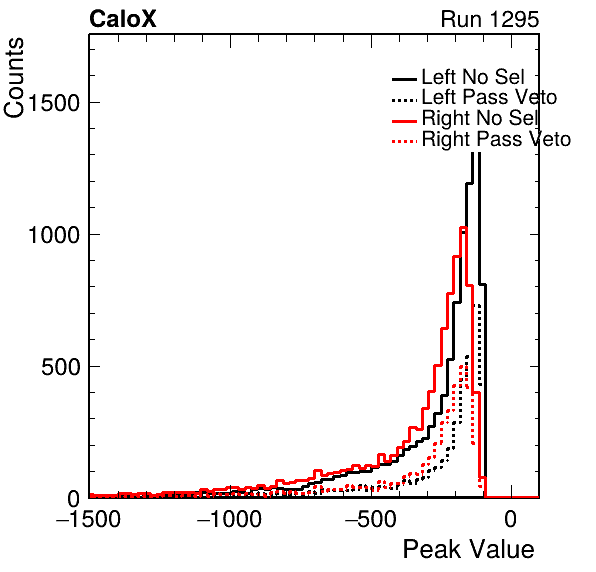 CaloX Run 1295
Counts
Left No Sel
Left Pass Veto
Right No Sel
Right Pass Veto
1500
1000
500
0
−1500 −1000 −500 0
Peak Value